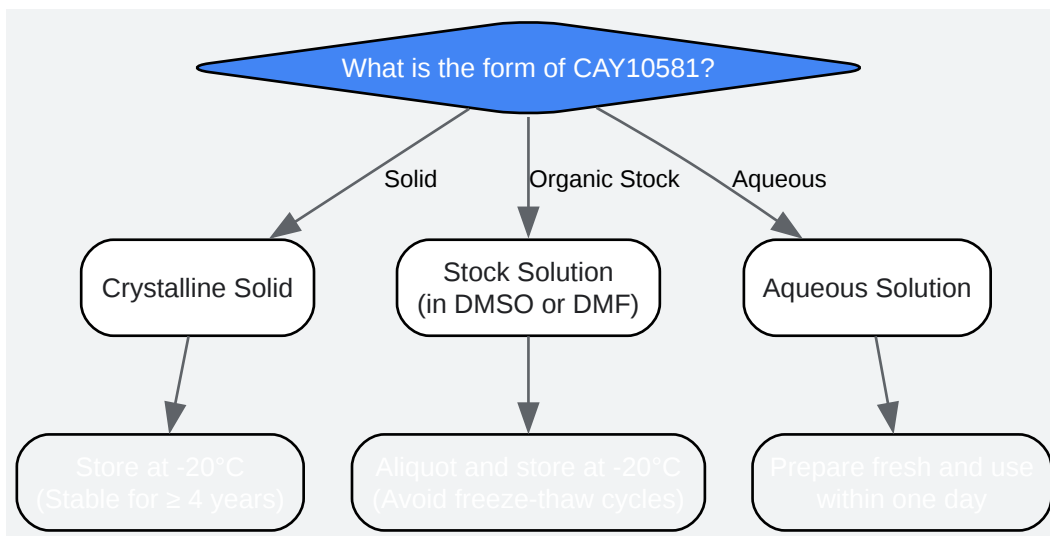 What is the form of CAY10581?
Solid
Organic Stock
Aqueous
Crystalline Solid
Stock Solution
(in DMSO or DMF)
Aqueous Solution
Store at -20°C
(Stable for ≥ 4 years)
Aliquot and store at -20°C
(Avoid freeze-thaw cycles)
Prepare fresh and use
within one day